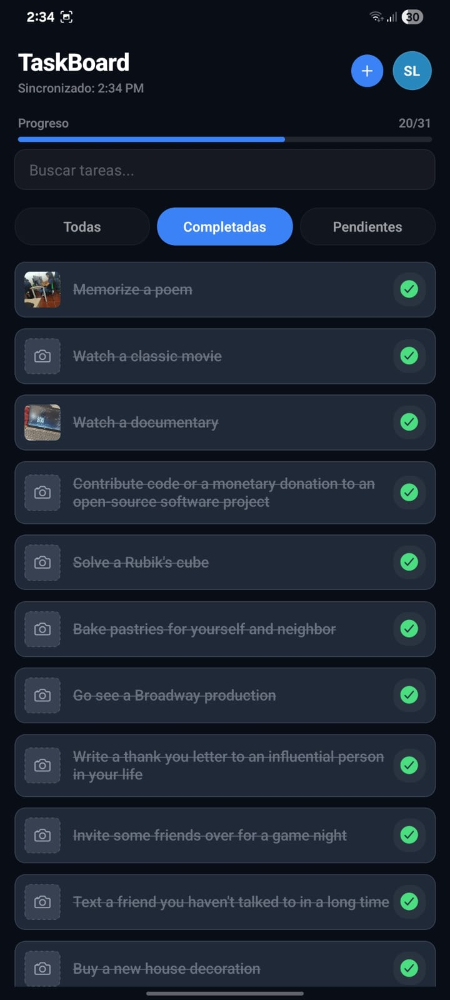 2:34
30
TaskBoard
Sincronizado: 2:34 PM
SL
Progreso
20/31
Buscar tareas...
Todas
Completadas
Pendientes
Memorize a poem
Watch a classic movie
Watch a documentary
Contribute code or a monetary donation to an
open-source software project
Solve a Rubik's cube
Bake pastries for yourself and neighbor
Go see a Broadway production
Write a thank you letter to an influential person
in your life
Invite some friends over for a game night
Text a friend you haven't talked to in a long time
Buy a new house decoration